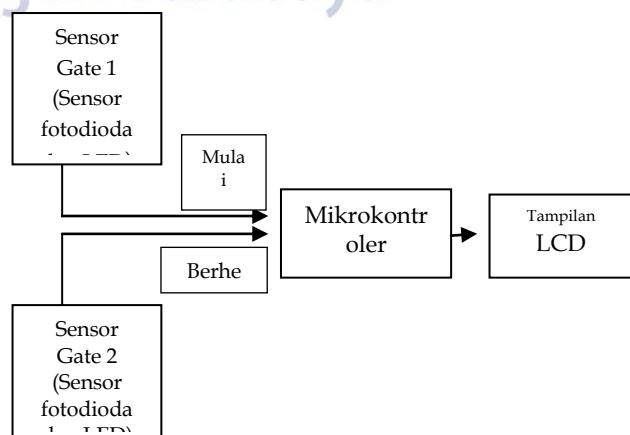 Sensor
Gate 1
(Sensor
fotodioda
Mula
i
Mikrokontr
oler
Tampilan
LCD
Berhe
Sensor
Gate 2
(Sensor
fotodioda